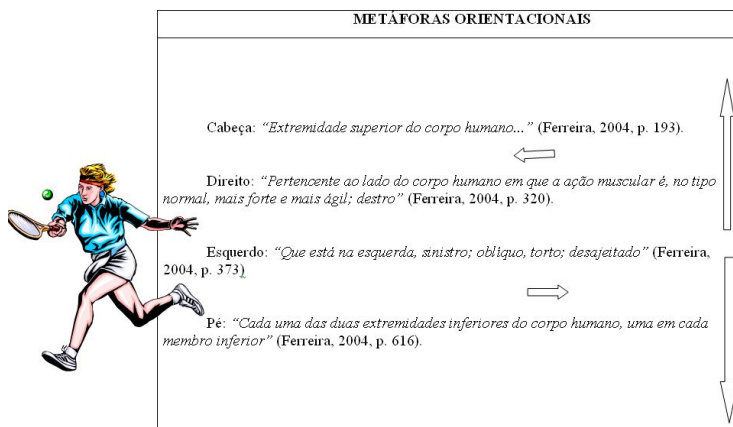 METÁFORAS ORIENTACIONAIS
Cabeça: “Extremidade superior do corpo humano...” (Ferreira, 2004, p. 193).
Direito: “Pertencente ao lado do corpo humano em que a ação muscular é, no tipo
normal, mais forte e mais ágil; destro” (Ferreira, 2004, p. 320).
Esquerdo: “Que está na esquerda, sinistro; oblíquo, torto; desajeitado” (Ferreira,
2004, p. 373)
Pé: “Cada uma das duas extremidades inferiores do corpo humano, uma em cada
membro inferior” (Ferreira, 2004, p. 616).